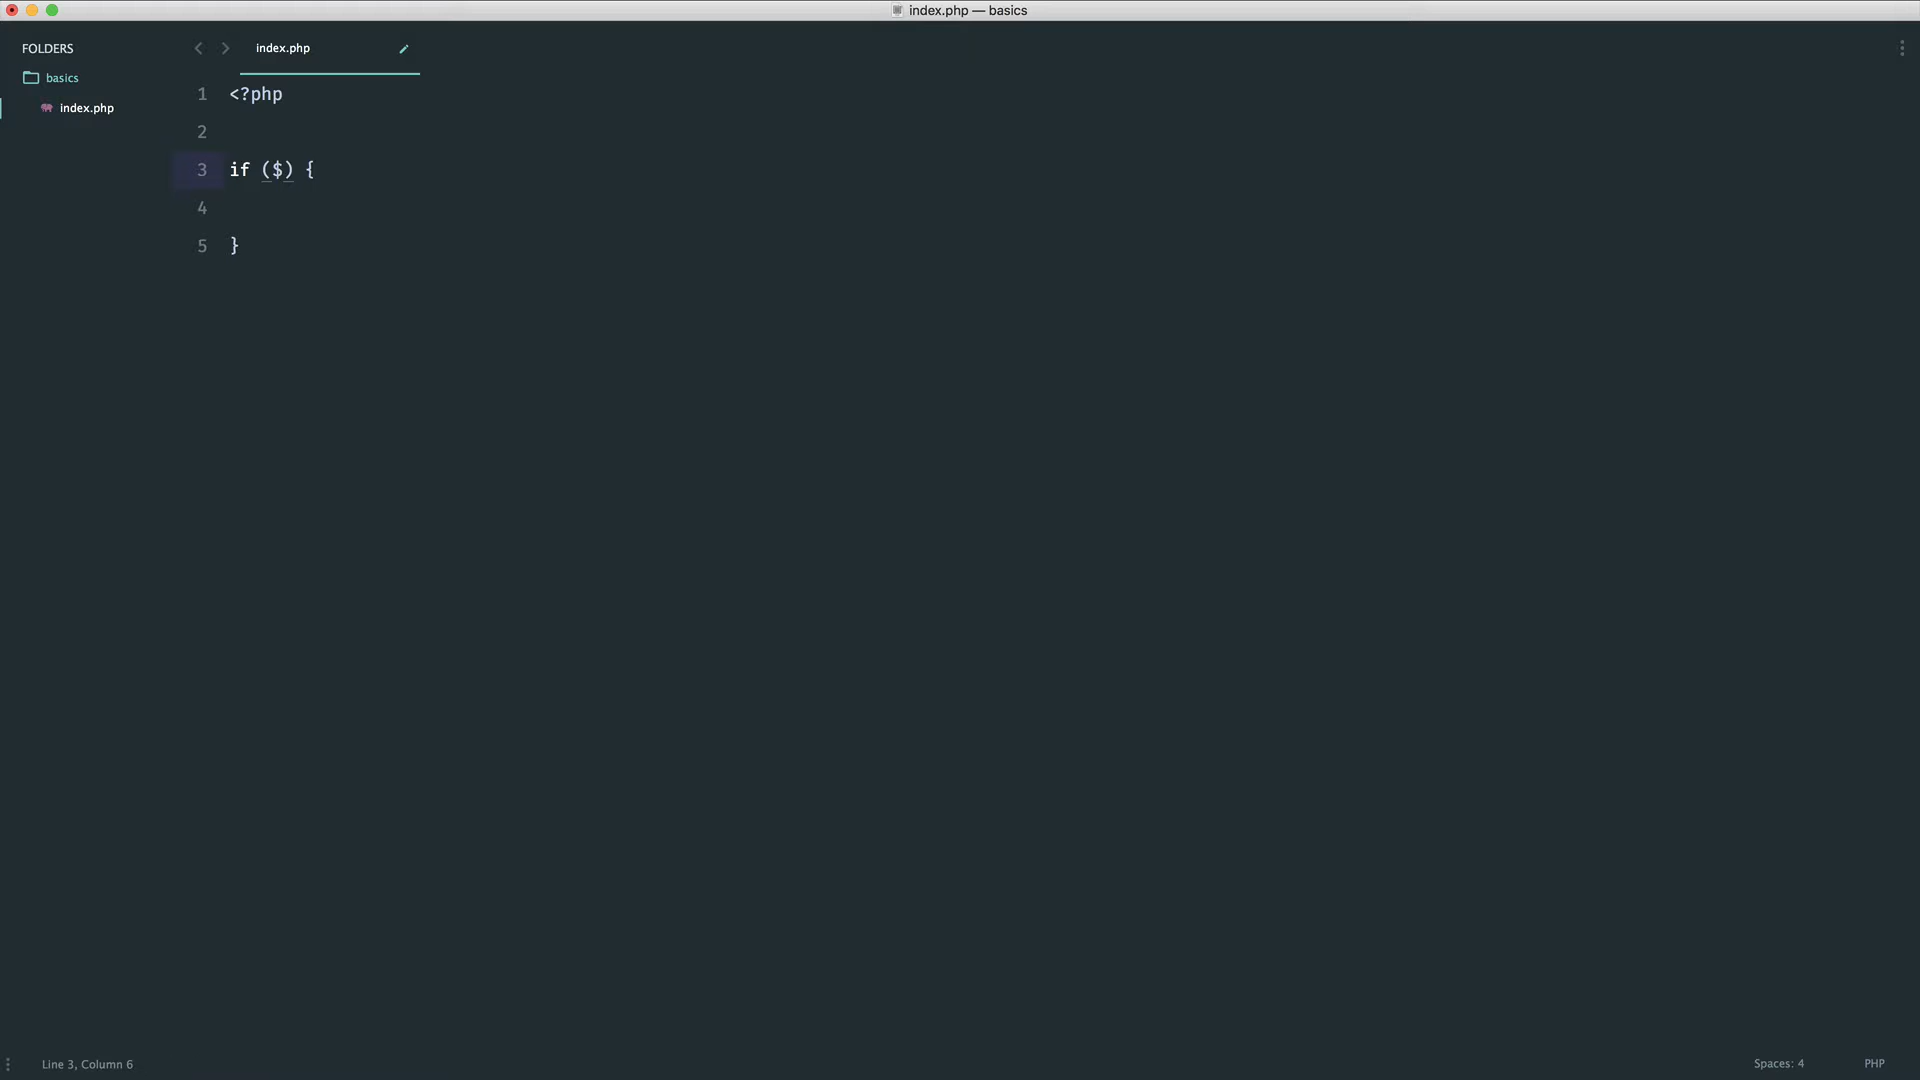 index.php — basics
FOLDERS
basics
index.php
index.php
1 <?php
2
3 if ($) {
4
5 }
Line 3, Column 6
Spaces: 4
PHP